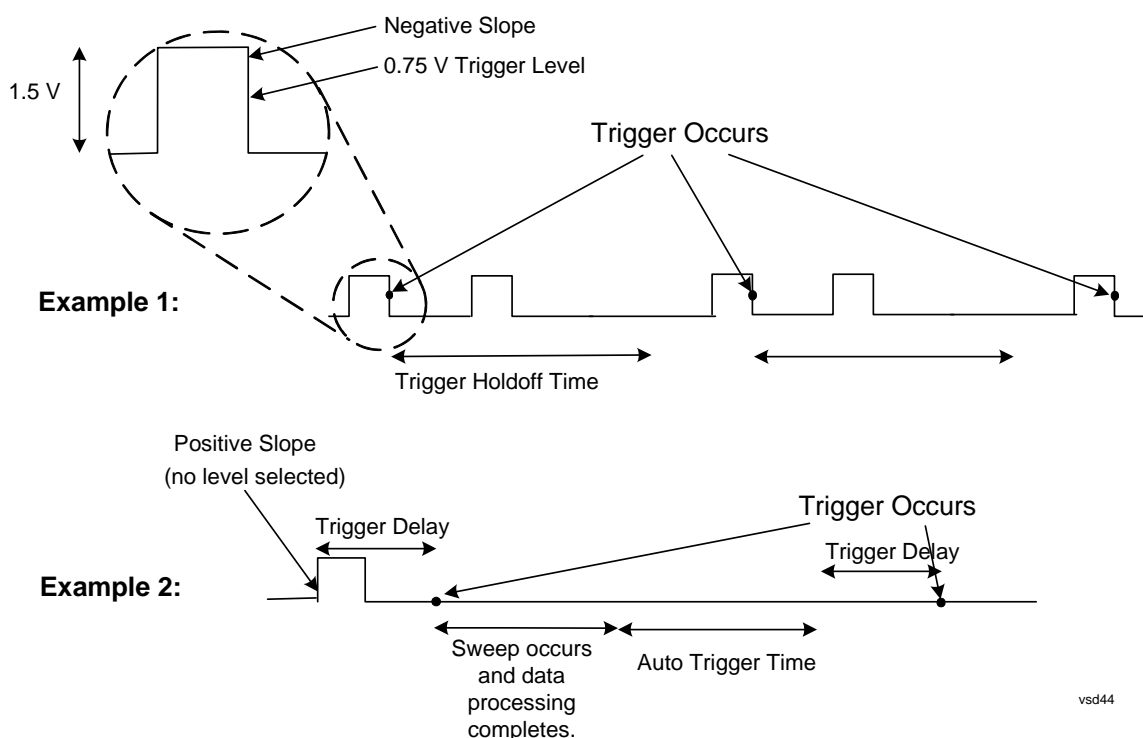 Negative Slope
0.75 V Trigger Level
1.5 V
Trigger Occurs
Example 1:
Trigger Holdoff Time
Positive Slope
(no level selected)
Trigger Delay
Trigger Occurs
Trigger Delay
Example 2:
Sweep occurs
and data
processing
completes.
Auto Trigger Time
vsd44